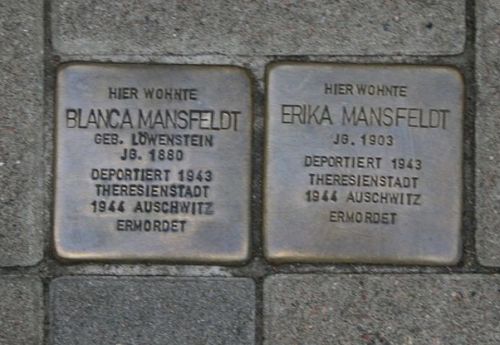 HIER WOHNTE
BLANCA MANSFELDT
GEB. LÖWENSTEIN
JG. 1880
DEPORTIERT 1943
THERESIENSTADT
1944 AUSCHWITZ
ERMORDET
HIER WOHNTE
ERIKA MANSFELDT
JG. 1903
DEPORTIERT 1943
THERESIENSTADT
1944 AUSCHWITZ
ERMORDET